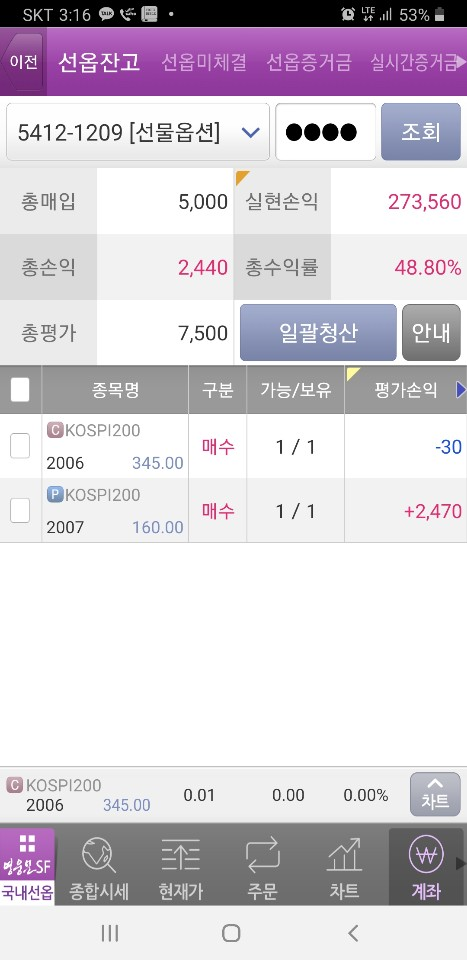 SKT 3:16 LTE 53%
이전 선옵잔고 선옵미체결 선옵증거금 실시간증거금
5412-1209 [선물옵션] 조회
총매입 5,000 실현손익 273,560
총손익 2,440 총수익률 48.80%
총평가 7,500 일괄청산 안내
종목명 구분 가능/보유 평가손익
C KOSPI200
2006 345.00 매수 1 / 1 -30
P KOSPI200
2007 160.00 매수 1 / 1 +2,470
C KOSPI200
2006 345.00 0.01 0.00 0.00% 차트
영웅문SF
국내선옵 종합시세 현재가 주문 차트 계좌